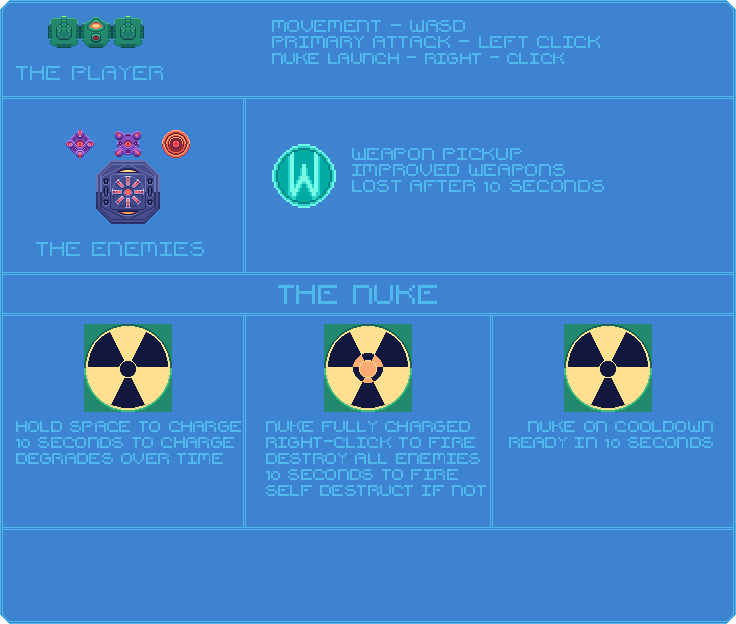 MOVEMENT - WASD
PRIMARY ATTACK - LEFT CLICK
NUKE LAUNCH - RIGHT - CLICK
THE PLAYER
W
WEAPON PICKUP
IMPROVED WEAPONS
LOST AFTER 10 SECONDS
THE ENEMIES
THE NUKE
HOLD SPACE TO CHARGE
10 SECONDS TO CHARGE
DEGRADES OVER TIME
NUKE FULLY CHARGED
RIGHT-CLICK TO FIRE
DESTROY ALL ENEMIES
10 SECONDS TO FIRE
SELF DESTRUCT IF NOT
NUKE ON COOLDOWN
READY IN 10 SECONDS